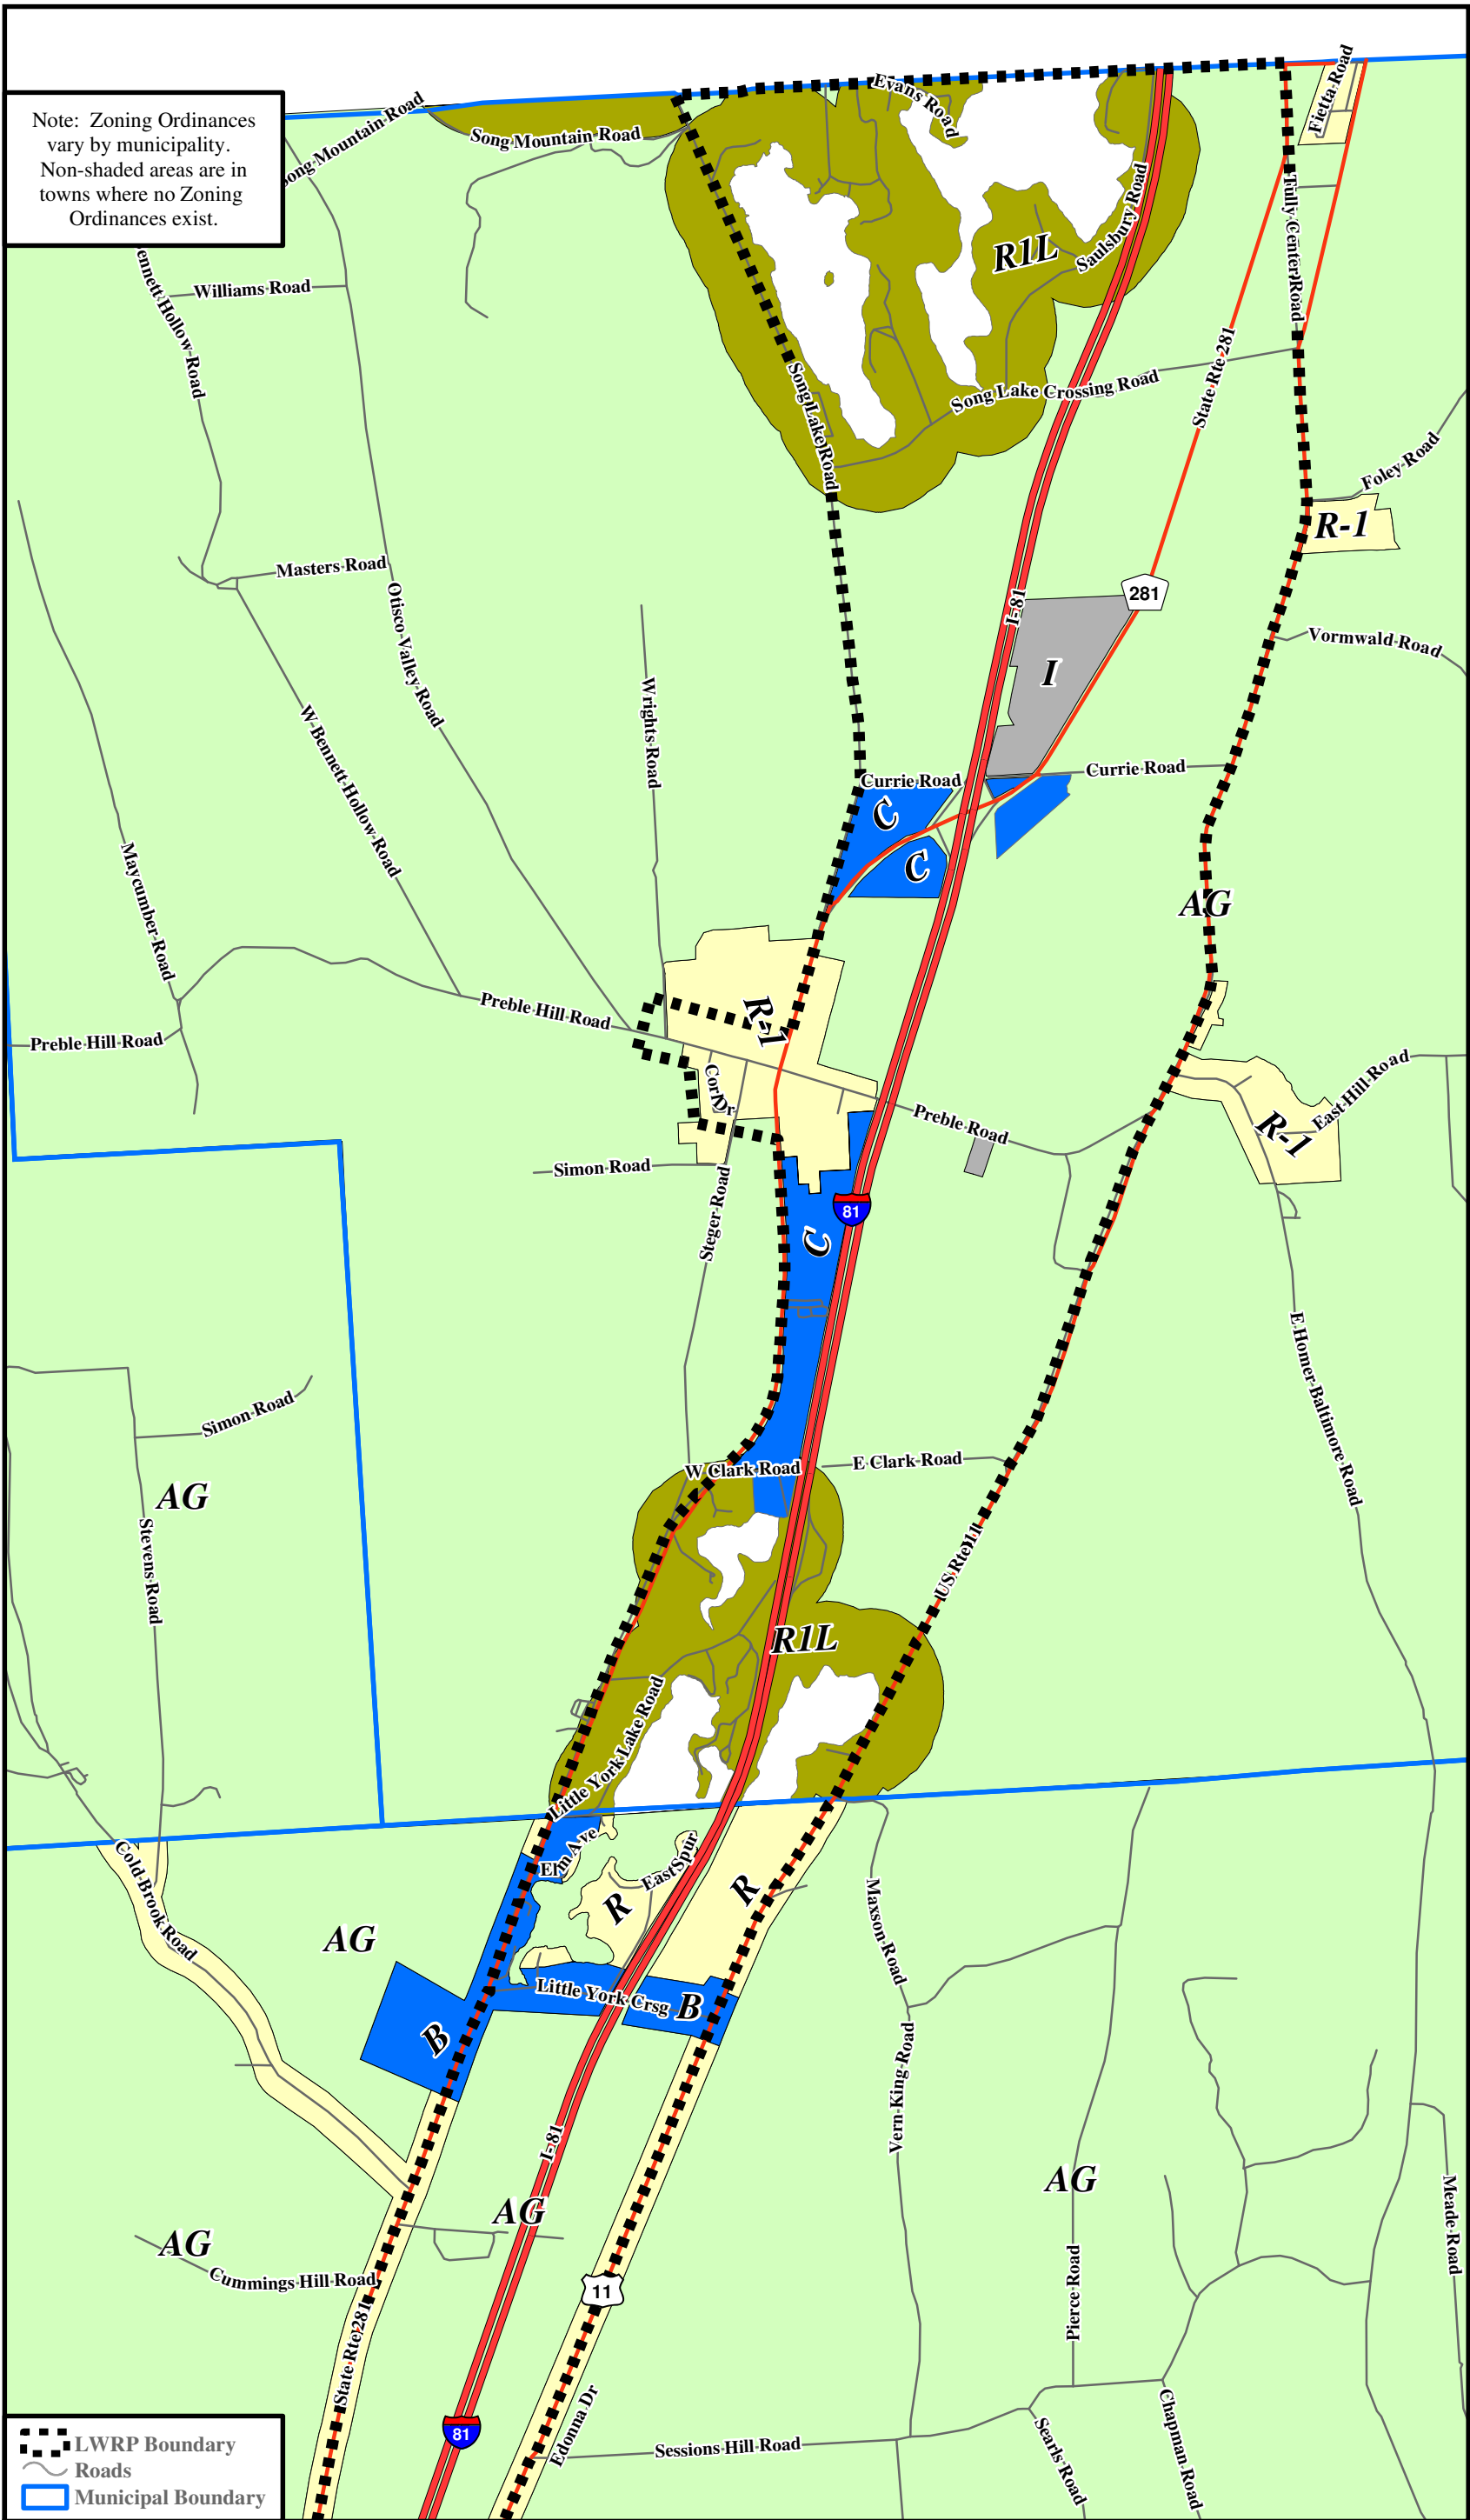 Note: Zoning Ordinances
vary by municipality.
Non-shaded areas are in
towns where no Zoning
Ordinances exist.
Song Mountain Road
Song Mountain Road
Evans Road
Fietta Road
Tully Center Road
Saulsbury Road
R1L
Williams Road
ennett Hollow Road
Song Lake Road
Song Lake Crossing Road
State Rte 281
Foley Road
R-1
Masters Road
Otisco Valley Road
I-81
281
Vormwald Road
I
W Bennett Hollow Road
Wrights Road
Currie Road
Currie Road
C
C
Maycumber Road
AG
Preble Hill Road
R-1
Preble Hill Road
Cori Dr
Preble Road
East Hill Road
R-1
Simon Road
Steger Road
81
C
E Homer-Baltimore Road
Simon Road
W Clark Road
E Clark Road
AG
Stevens Road
US Rte 11
R1L
Little York Lake Road
Elm Ave
East Spur
Cold Brook Road
R
R
AG
Maxson Road
Little York Crsg
B
B
Vern King Road
I-81
AG
AG
AG
Meade Road
Cummings Hill Road
11
Pierce Road
State Rte 281
Edonna Dr
81
Sessions Hill Road
Searls Road
Chapman Road
LWRP Boundary
Roads
Municipal Boundary